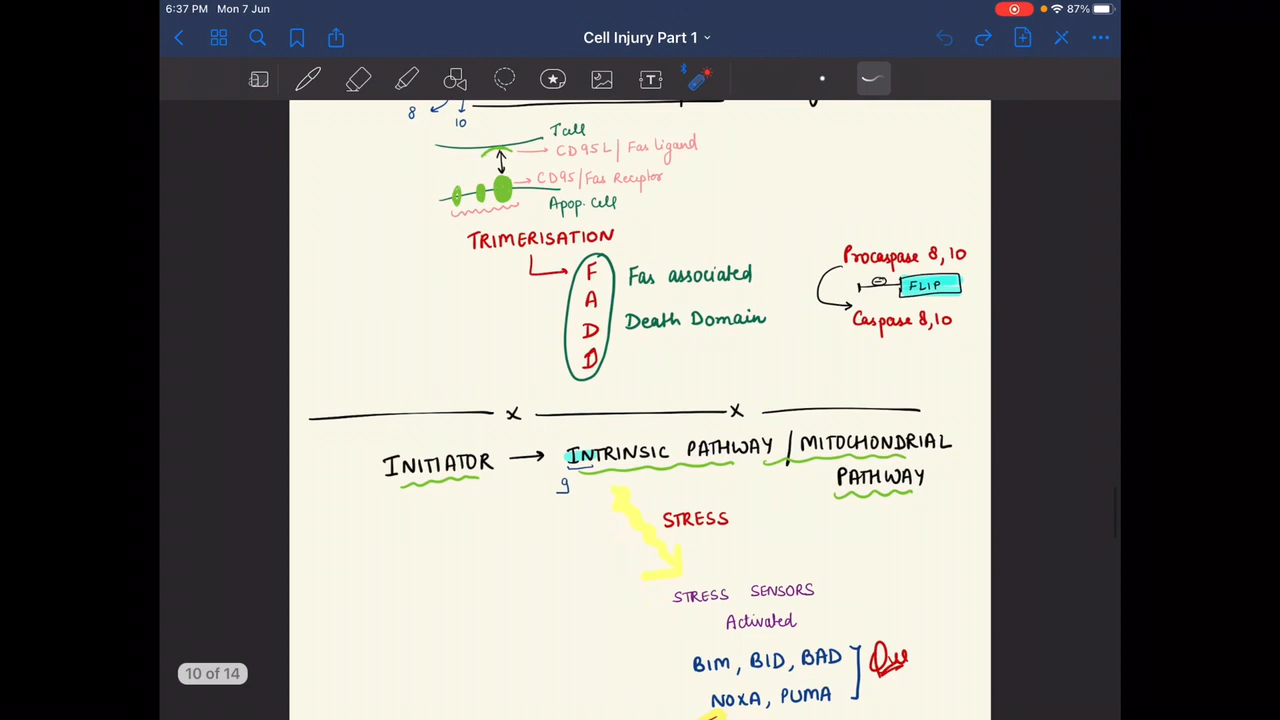 6:37 PM Mon 7 Jun
87%
Cell Injury Part 1
T
8
10
T cell
CD95L / Fas Ligand
CD95/Fas Receptor
Apop. cell
TRIMERISATION
F
A
D
D
Fas associated
Death Domain
Procaspase 8, 10
FLIP
Caspase 8, 10
x x
INITIATOR → INTRINSIC PATHWAY / MITOCHONDRIAL
PATHWAY
9
STRESS
STRESS SENSORS
Activated
BIM, BID, BAD
NOXA, PUMA
Que
10 of 14